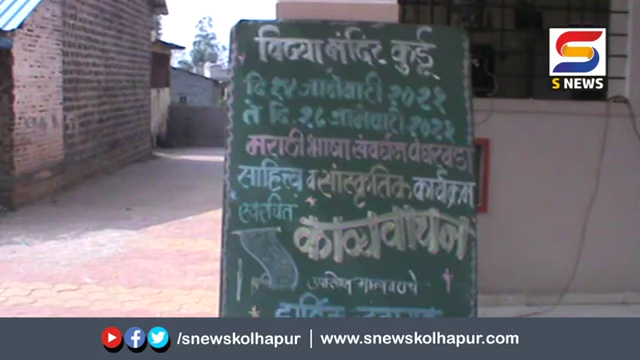 विद्या मंदिर कुर्डू
दि १४ जानेवारी २०२२
ते दि. २८ जानेवारी २०२२
मराठी भाषा संवर्धन पंधरवडा
साहित्य व सांस्कृतिक कार्यक्रम
स्वरचित
काव्यवाचन
S NEWS
/snewskolhapur
www.snewskolhapur.com